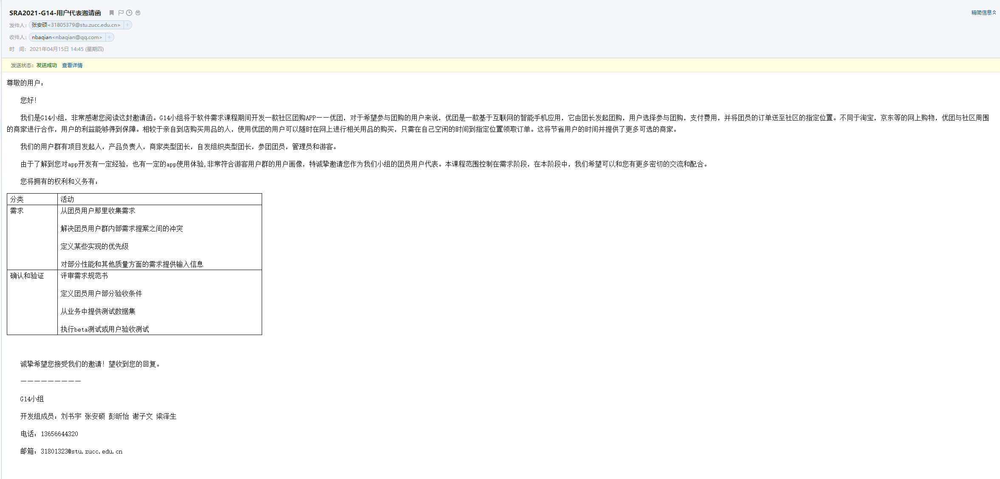 SRA2021-G14-用户代表邀请函
精简信息
发件人：张安硕<31805379@stu.zucc.edu.cn> +
收件人：nbaqian<nbaqian@qq.com> +
时 间：2021年04月15日 14:45 (星期四)
发送状态：发送成功 查看详情
尊敬的用户：
您好！
我们是G14小组，非常感谢您阅读这封邀请函。G14小组将于软件需求课程期间开发一款社区团购APP——优团，对于希望参与团购的用户来说，优团是一款基于互联网的智能手机应用，它由团长发起团购，用户选择参与团购，支付费用，并将团员的订单送至社区的指定位置。不同于淘宝，京东等的网上购物，优团与社区周围
的商家进行合作，用户的利益能够得到保障。相较于亲自到店购买用品的人，使用优团的用户可以随时在网上进行相关用品的购买，只需在自己空闲的时间到指定位置领取订单。这将节省用户的时间并提供了更多可选的商家。
我们的用户群有项目发起人，产品负责人，商家类型团长，自发组织类型团长，参团团员，管理员和游客。
由于了解到您对app开发有一定经验，也有一定的app使用体验,非常符合游客用户群的用户画像，特诚挚邀请您作为我们小组的团员用户代表。本课程范围控制在需求阶段，在本阶段中，我们希望可以和您有更多密切的交流和配合。
您将拥有的权利和义务有：
分类 活动
需求 从团员用户那里收集需求
解决团员用户群内部需求提案之间的冲突
定义某些实现的优先级
对部分性能和其他质量方面的需求提供输入信息
确认和验证 评审需求规范书
定义团员用户部分验收条件
从业务中提供测试数据集
执行beta测试或用户验收测试
诚挚希望您接受我们的邀请！望收到您的回复。
—————————
G14小组
开发组成员：刘书宇 张安硕 彭昕怡 谢子文 梁泽生
电话：13656644320
邮箱：31801323@stu.zucc.edu.cn